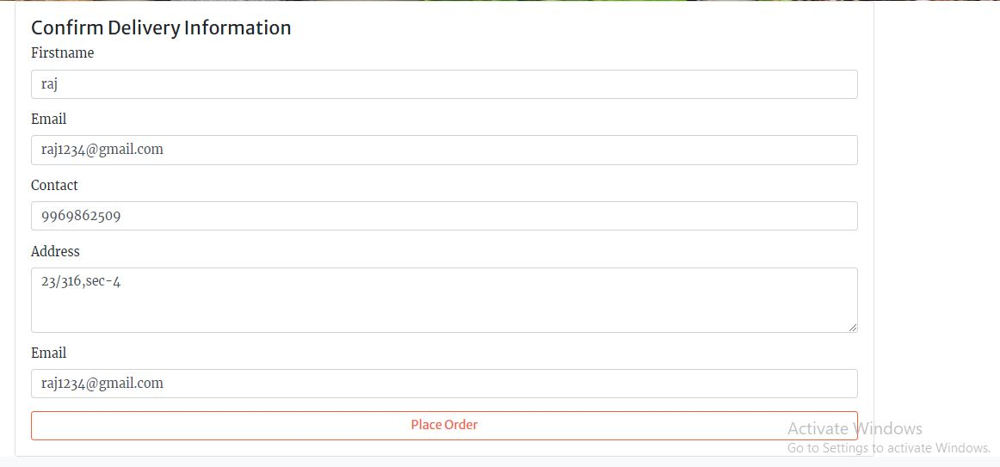 Confirm Delivery Information
Firstname
raj
Email
raj1234@gmail.com
Contact
9969862509
Address
23/316,sec-4
Email
raj1234@gmail.com
Place Order
Activate Windows
Go to Settings to activate Windows.